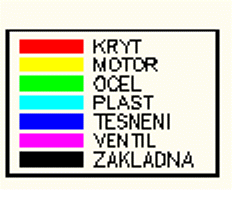 KRYT
MOTOR
OCEL
PLAST
TESNENI
VENTIL
ZAKLADNA